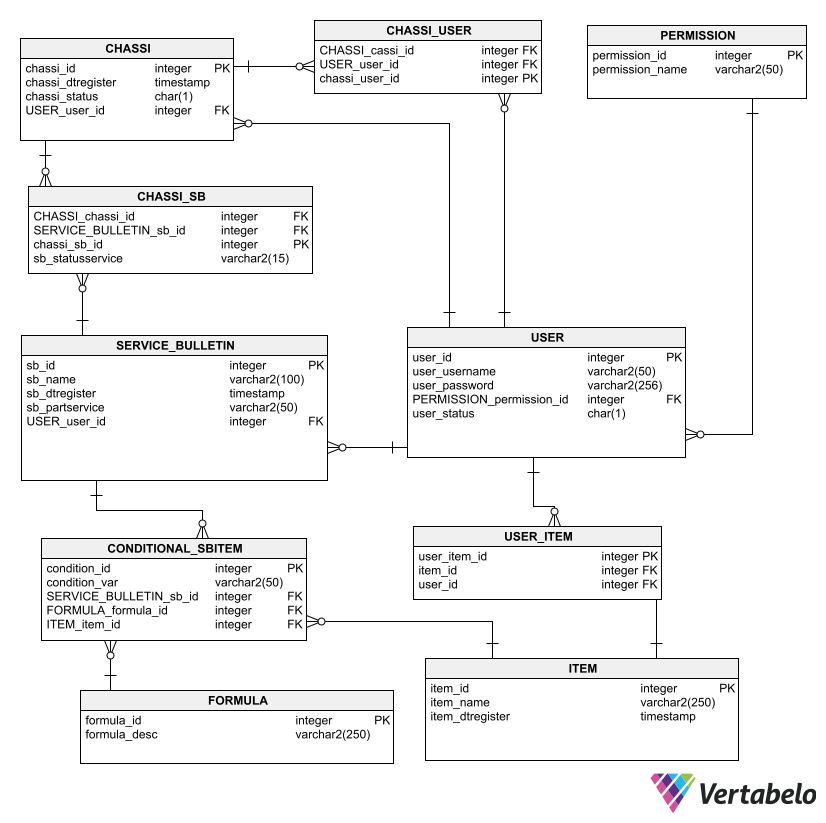 CHASSI
chassi_id integer PK
chassi_dtregister timestamp
chassi_status char(1)
USER_user_id integer FK
CHASSI_USER
CHASSI_cassi_id integer FK
USER_user_id integer FK
chassi_user_id integer PK
PERMISSION
permission_id integer PK
permission_name varchar2(50)
CHASSI_SB
CHASSI_chassi_id integer FK
SERVICE_BULLETIN_sb_id integer FK
chassi_sb_id integer PK
sb_statusservice varchar2(15)
SERVICE_BULLETIN
sb_id integer PK
sb_name varchar2(100)
sb_dtregister timestamp
sb_partservice varchar2(50)
USER_user_id integer FK
USER
user_id integer PK
user_username varchar2(50)
user_password varchar2(256)
PERMISSION_permission_id integer FK
user_status char(1)
CONDITIONAL_SBITEM
condition_id integer PK
condition_var varchar2(50)
SERVICE_BULLETIN_sb_id integer FK
FORMULA_formula_id integer FK
ITEM_item_id integer FK
USER_ITEM
user_item_id integer PK
item_id integer FK
user_id integer FK
FORMULA
formula_id integer PK
formula_desc varchar2(250)
ITEM
item_id integer PK
item_name varchar2(250)
item_dtregister timestamp
Vertabelo